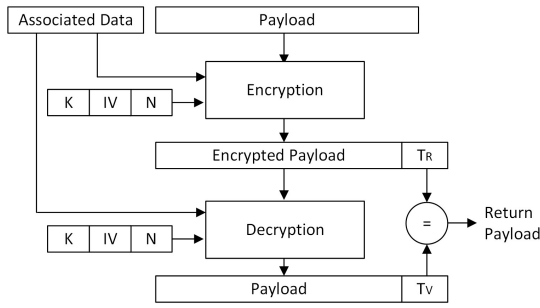 Associated Data
Payload
Encryption
K IV N
Encrypted Payload TR
Decryption
=
Return
Payload
K IV N
Payload TV